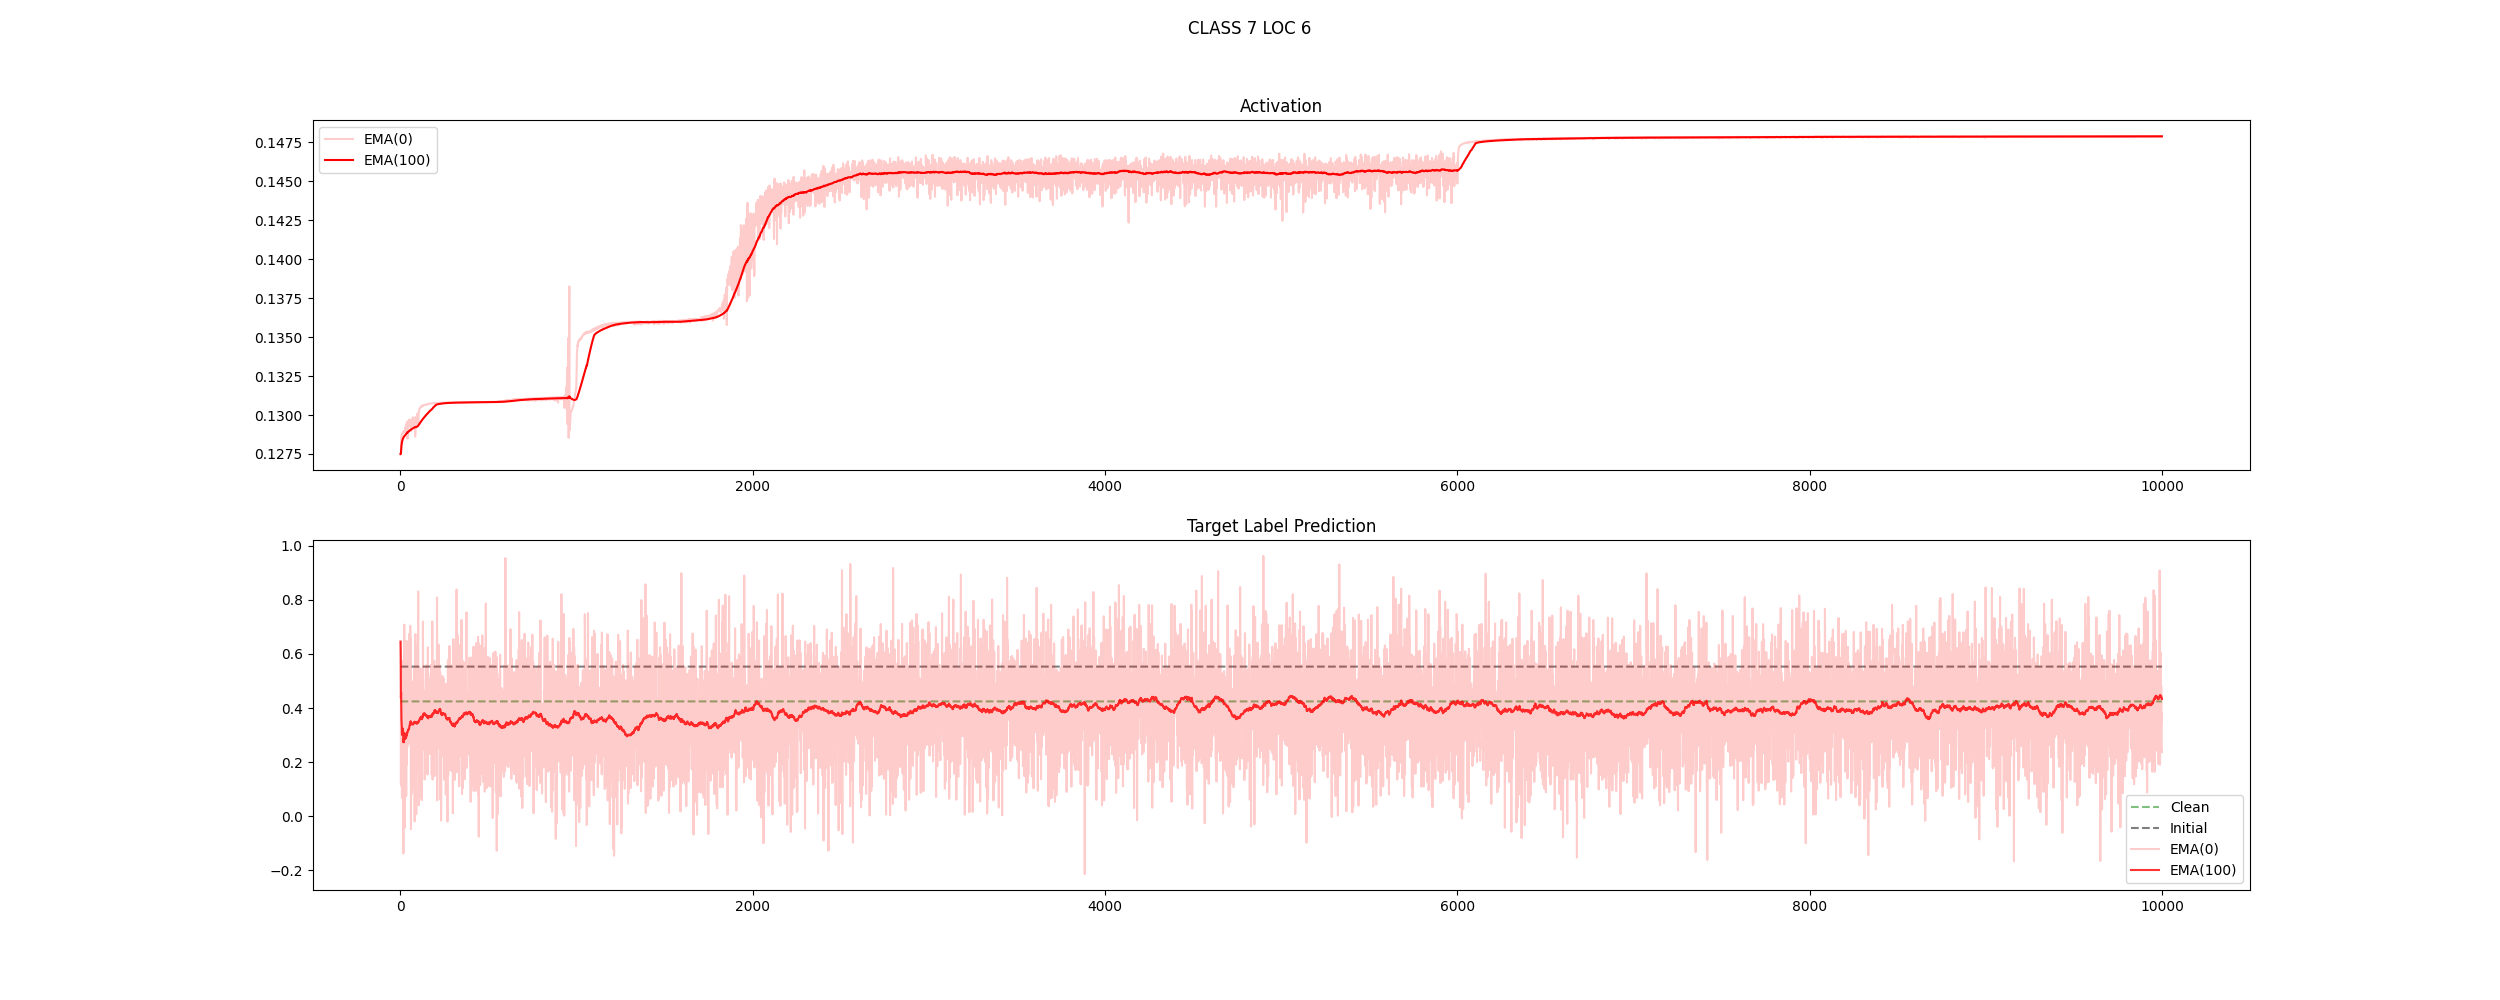 CLASS 7 LOC 6
Activation
EMA(0)
EMA(100)
0.1475
0.1450
0.1425
0.1400
0.1375
0.1350
0.1325
0.1300
0.1275
0 2000 4000 6000 8000 10000
Target Label Prediction
1.0
0.8
0.6
0.4
0.2
0.0
−0.2
Clean
Initial
EMA(0)
EMA(100)
0 2000 4000 6000 8000 10000